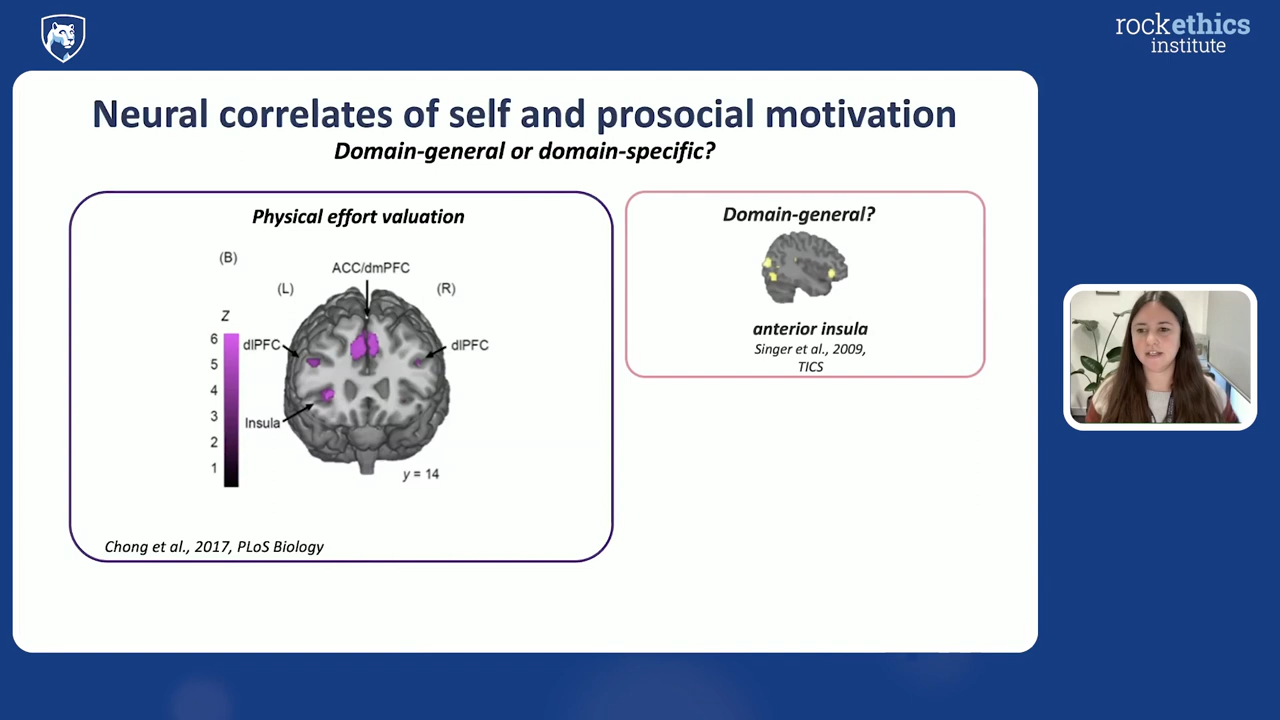 rockethics
institute
Neural correlates of self and prosocial motivation
Domain-general or domain-specific?
Physical effort valuation
(B)
ACC/dmPFC
(L)
(R)
Z
6
5
4
3
2
1
dlPFC
dlPFC
Insula
y = 14
Chong et al., 2017, PLoS Biology
Domain-general?
anterior insula
Singer et al., 2009,
TICS